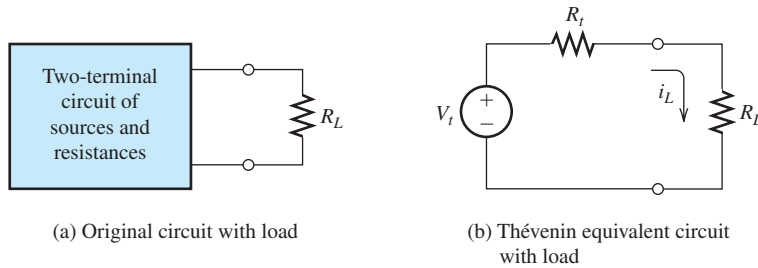 Two-terminal
circuit of
sources and
resistances
R_L
(a) Original circuit with load
R_t
V_t
+
−
i_L
R_L
(b) Thévenin equivalent circuit
with load